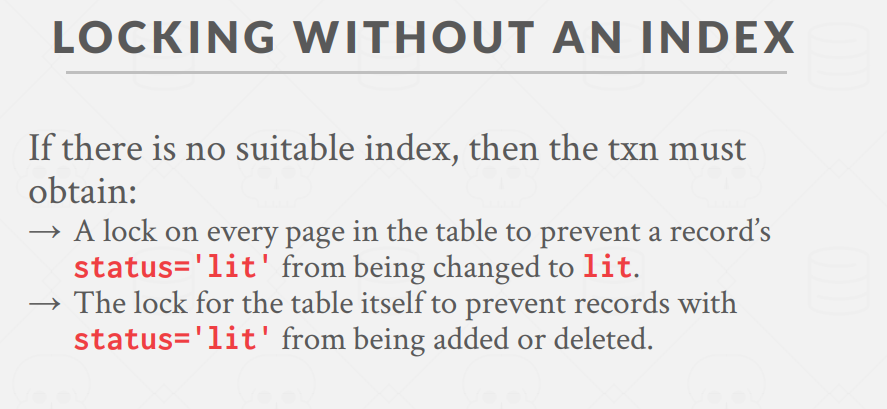 LOCKING WITHOUT AN INDEX
If there is no suitable index, then the txn must
obtain:
→ A lock on every page in the table to prevent a record’s
status='lit' from being changed to lit.
→ The lock for the table itself to prevent records with
status='lit' from being added or deleted.